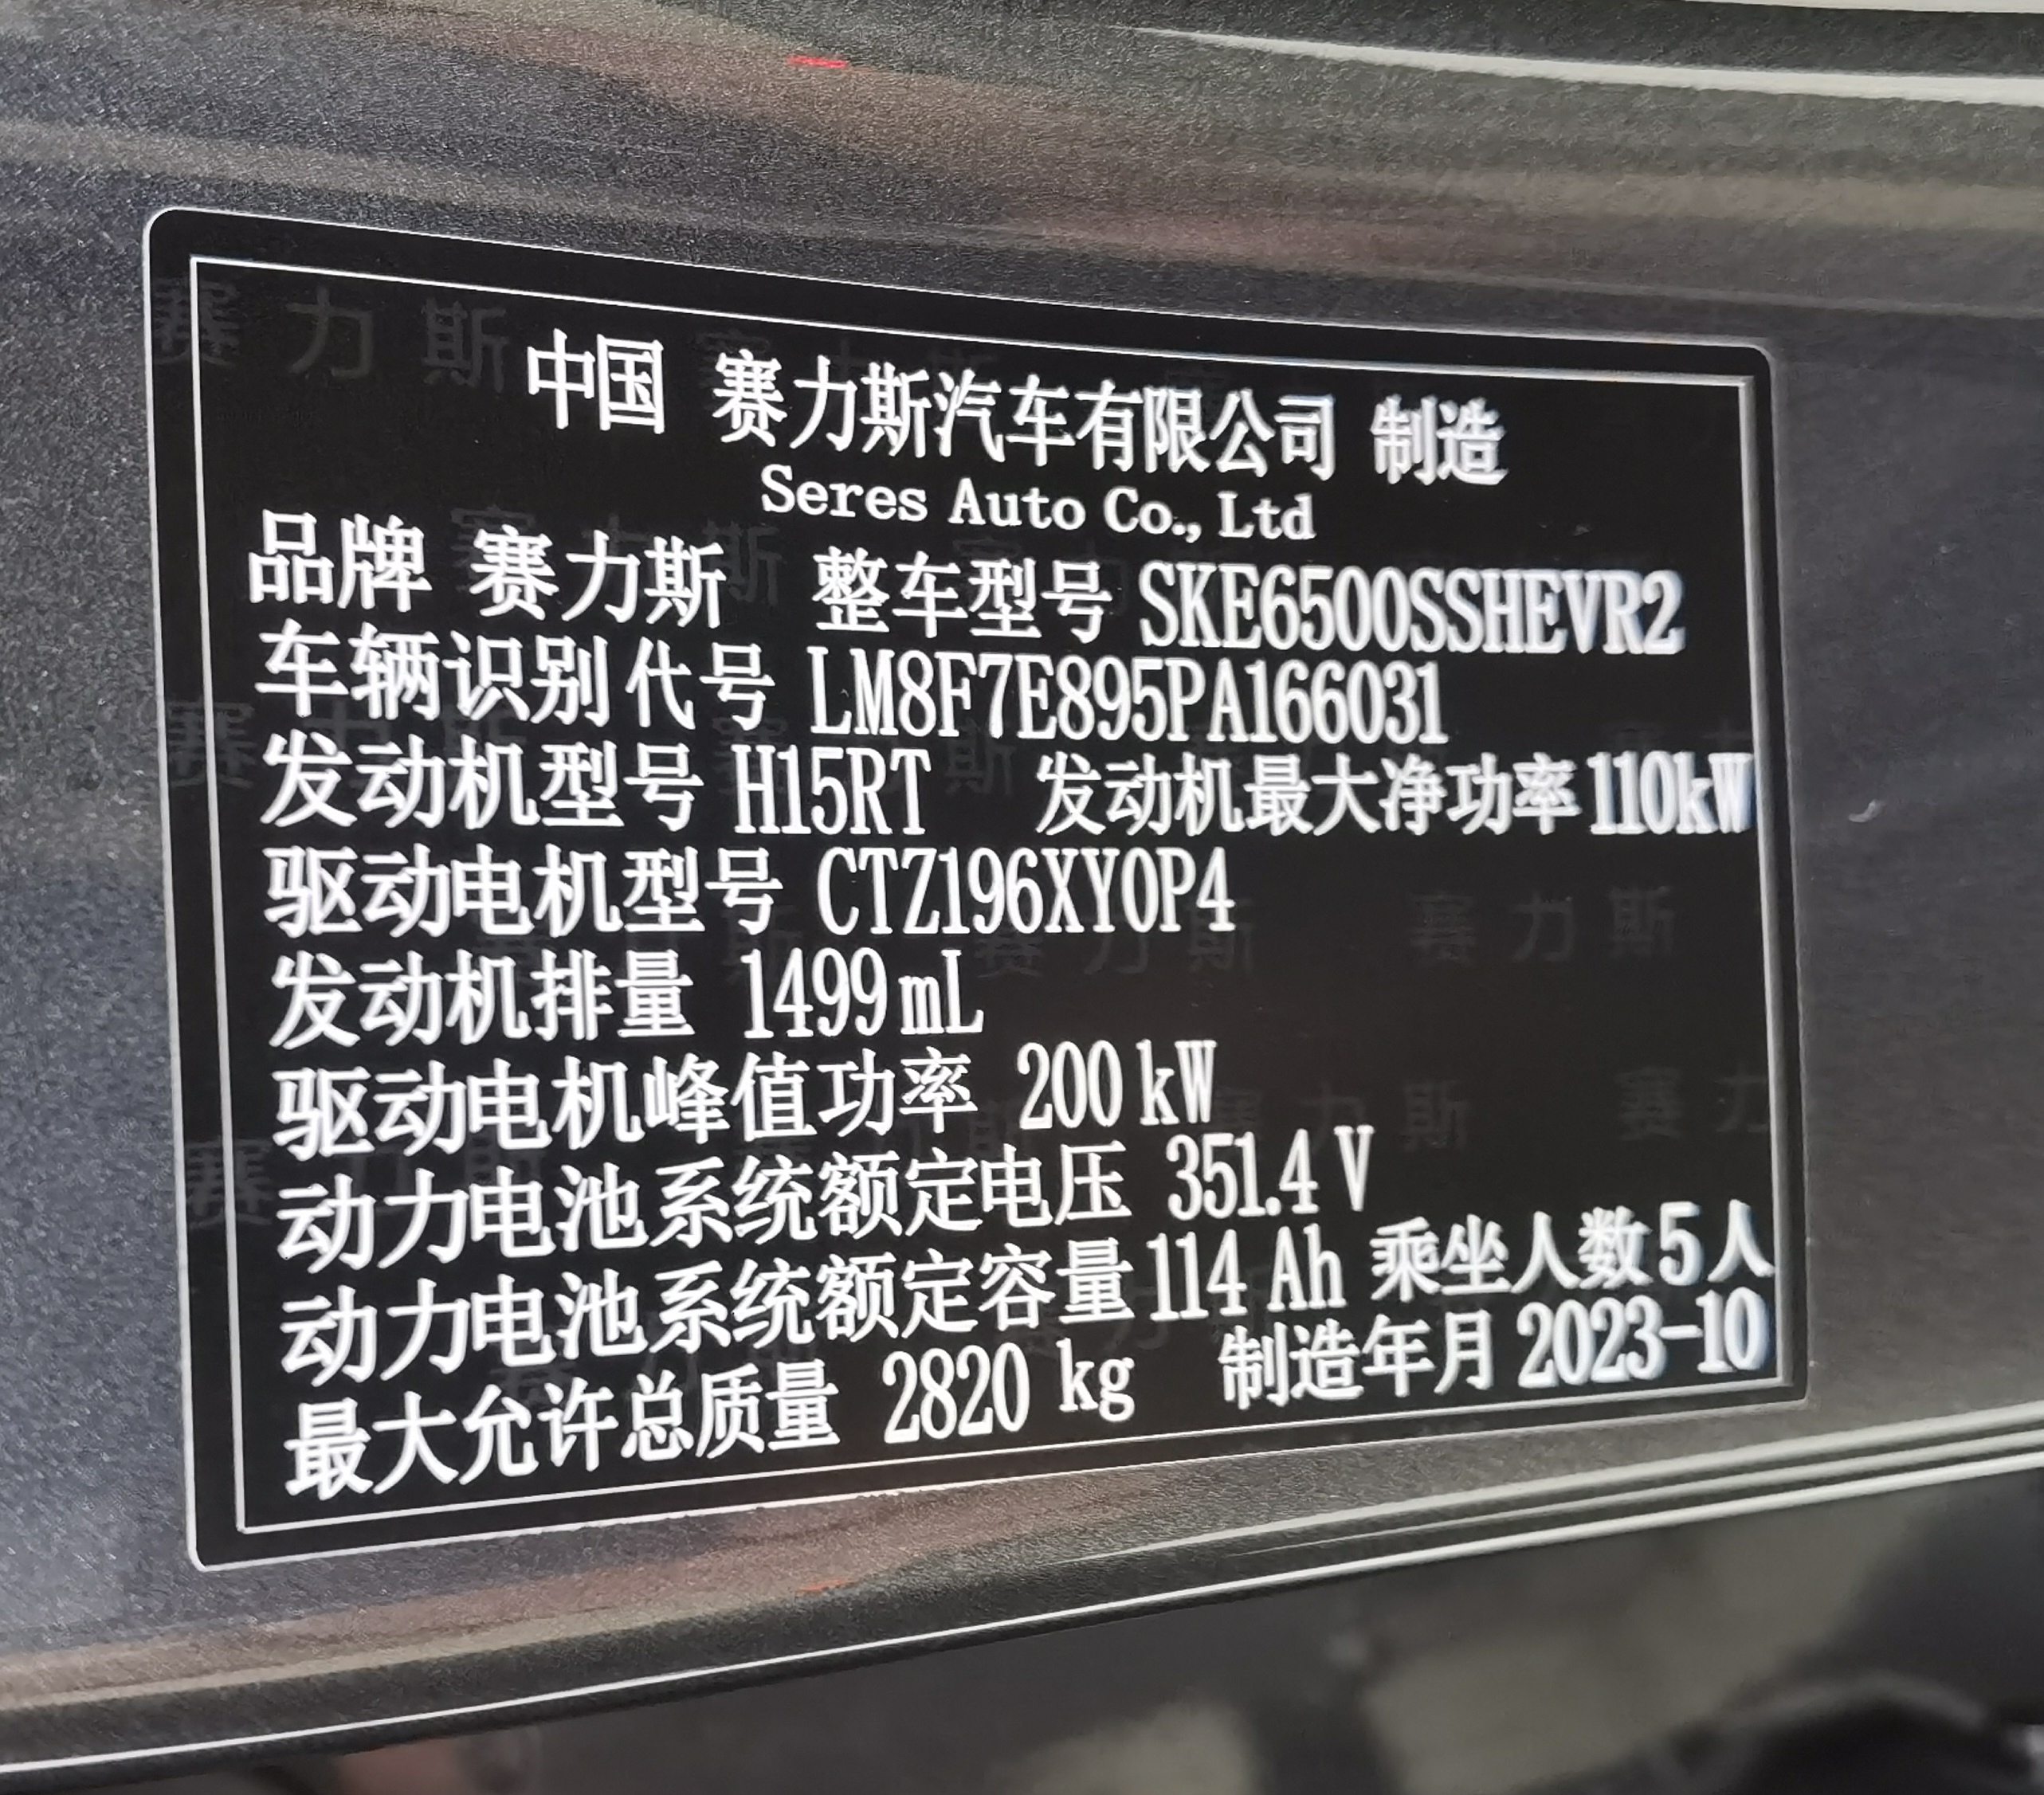 中国 赛力斯汽车有限公司 制造
Seres Auto Co., Ltd
品牌 赛力斯 整车型号 SKE6500SSHEVR2
车辆识别代号 LM8F7E895PA166031
发动机型号 H15RT 发动机最大净功率 110kW
驱动电机型号 CTZ196XY0P4
发动机排量 1499 mL
驱动电机峰值功率 200 kW
动力电池系统额定电压 351.4 V
动力电池系统额定容量 114 Ah 乘坐人数 5 人
最大允许总质量 2820 kg 制造年月 2023-10